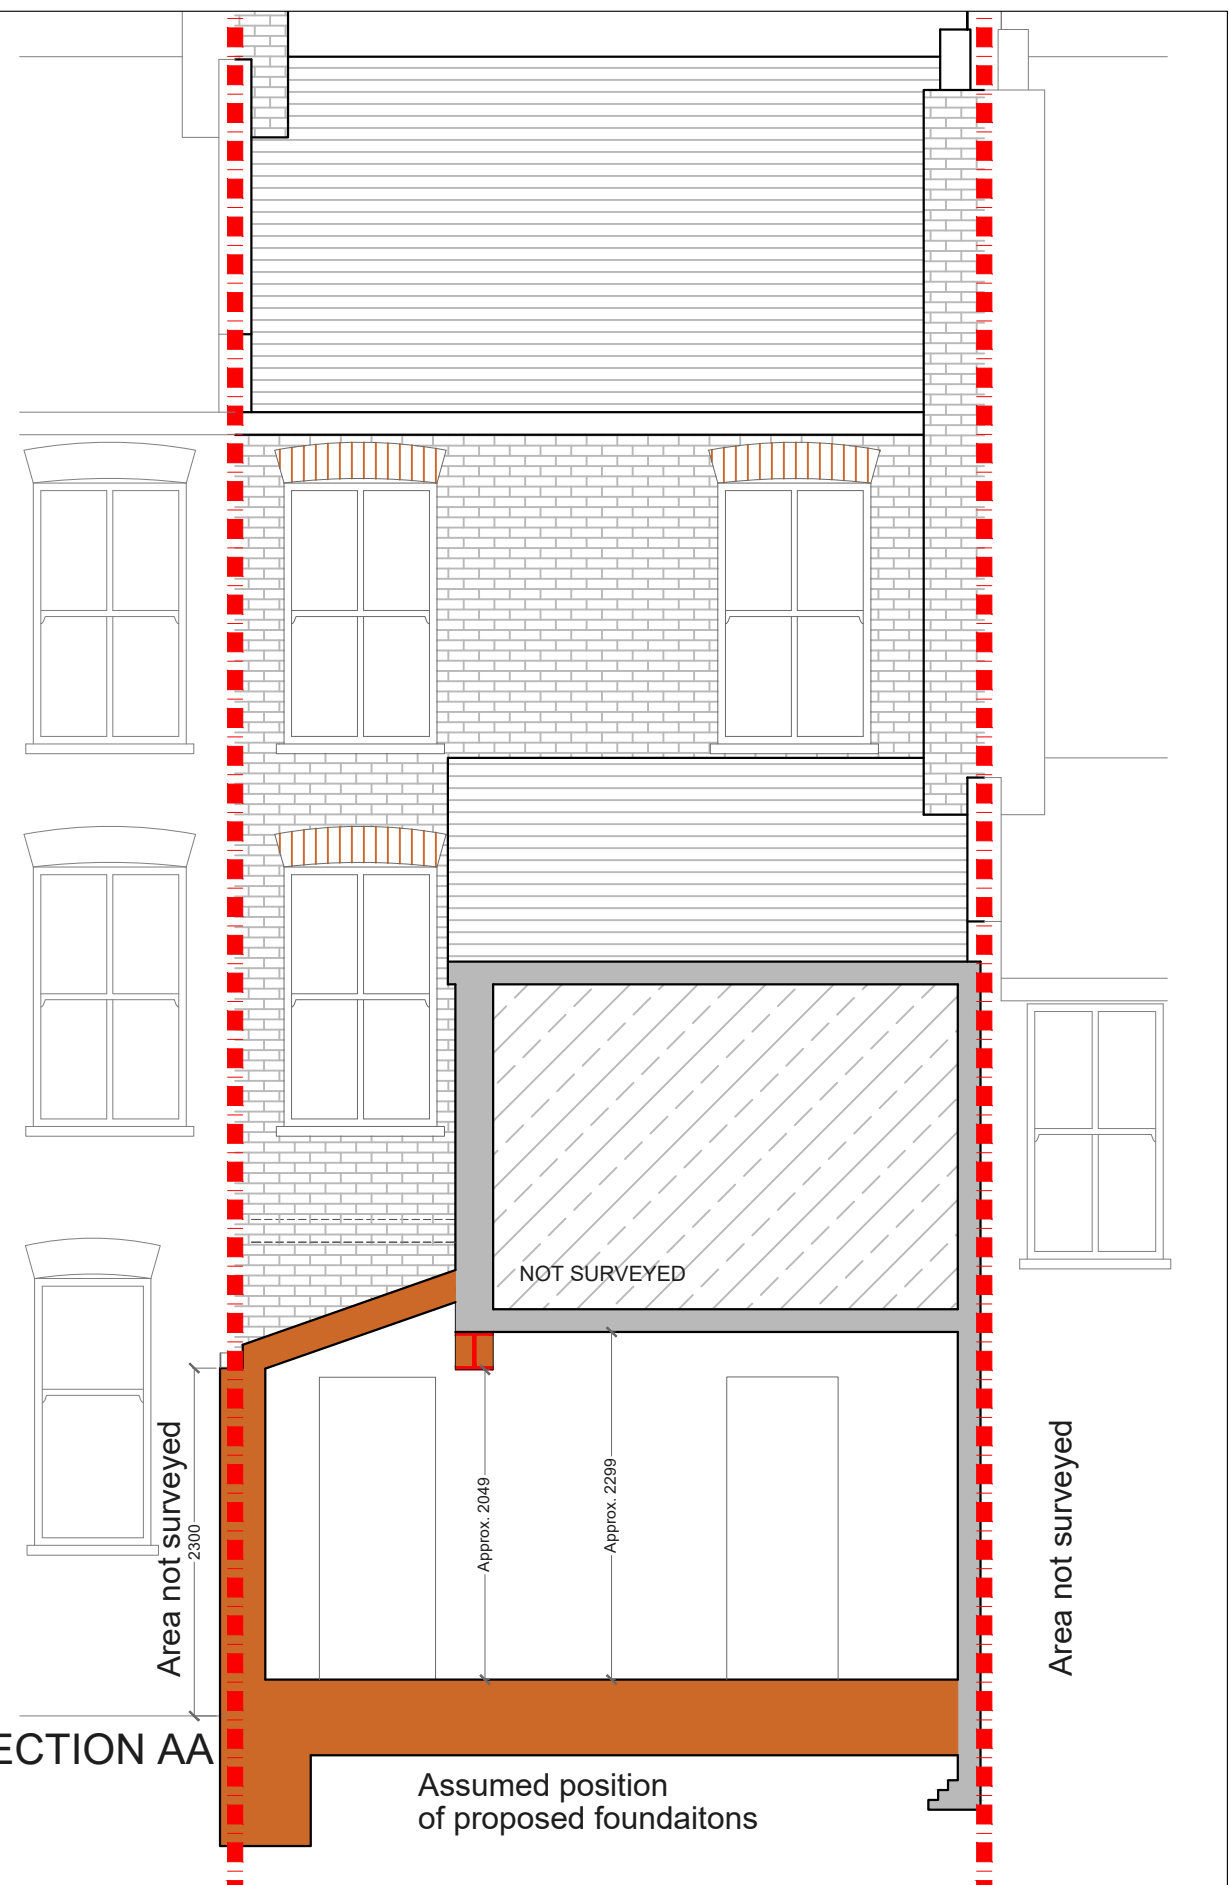 NOT SURVEYED
Area not surveyed
2300
Approx. 2049
Approx. 2299
Area not surveyed
ECTION AA
Assumed position
of proposed foundaitons